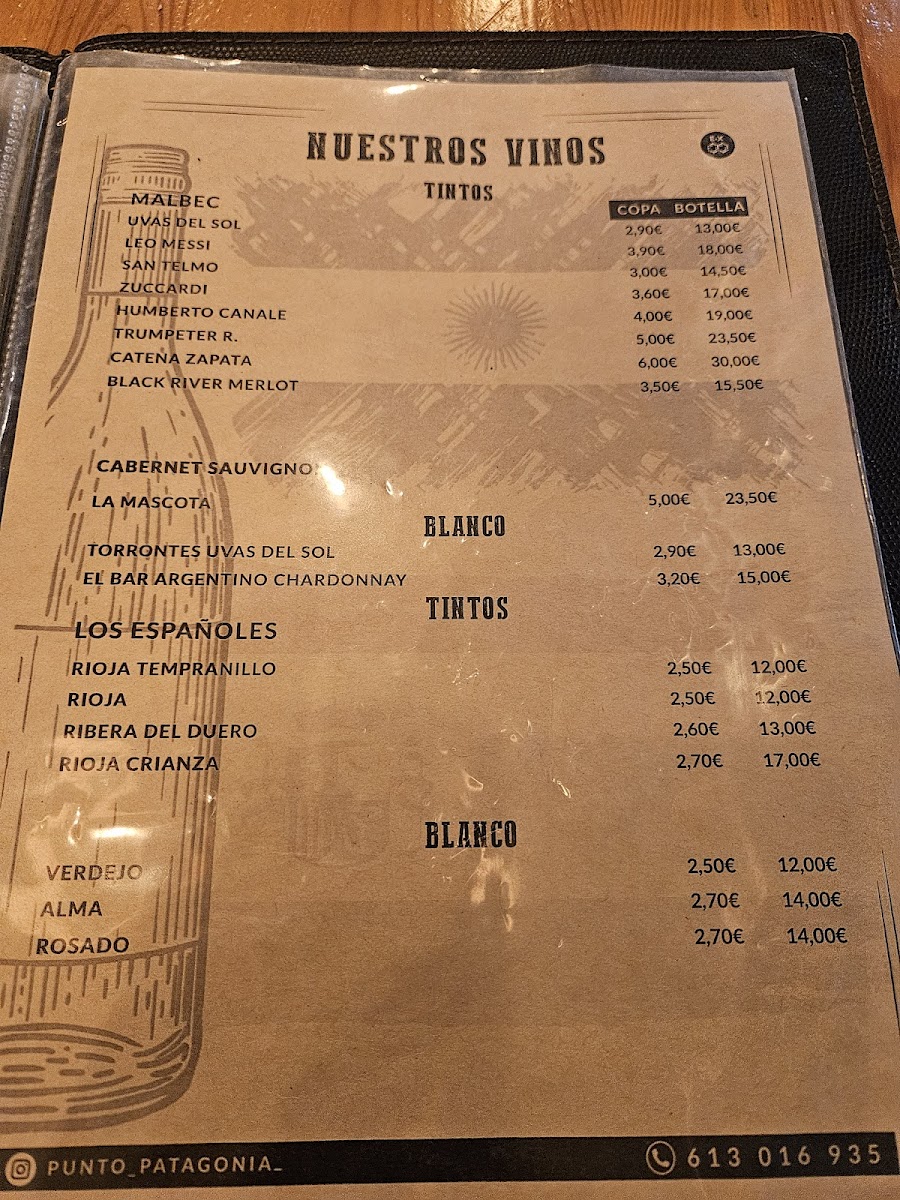 NUESTROS VINOS
TINTOS
COPA BOTELLA
MALBEC
UVAS DEL SOL 2,90€ 13,00€
LEO MESSI 3,90€ 18,00€
SAN TELMO 3,00€ 14,50€
ZUCCARDI 3,60€ 17,00€
HUMBERTO CANALE 4,00€ 19,00€
TRUMPETER R. 5,00€ 23,50€
CATENA ZAPATA 6,00€ 30,00€
BLACK RIVER MERLOT 3,50€ 15,50€
CABERNET SAUVIGNO
LA MASCOTA 5,00€ 23,50€
BLANCO
TORRONTES UVAS DEL SOL 2,90€ 13,00€
EL BAR ARGENTINO CHARDONNAY 3,20€ 15,00€
TINTOS
LOS ESPAÑOLES
RIOJA TEMPRANILLO 2,50€ 12,00€
RIOJA 2,50€ 12,00€
RIBERA DEL DUERO 2,60€ 13,00€
RIOJA CRIANZA 2,70€ 17,00€
BLANCO
VERDEJO 2,50€ 12,00€
ALMA 2,70€ 14,00€
ROSADO 2,70€ 14,00€
PUNTO_PATAGONIA_
613 016 935